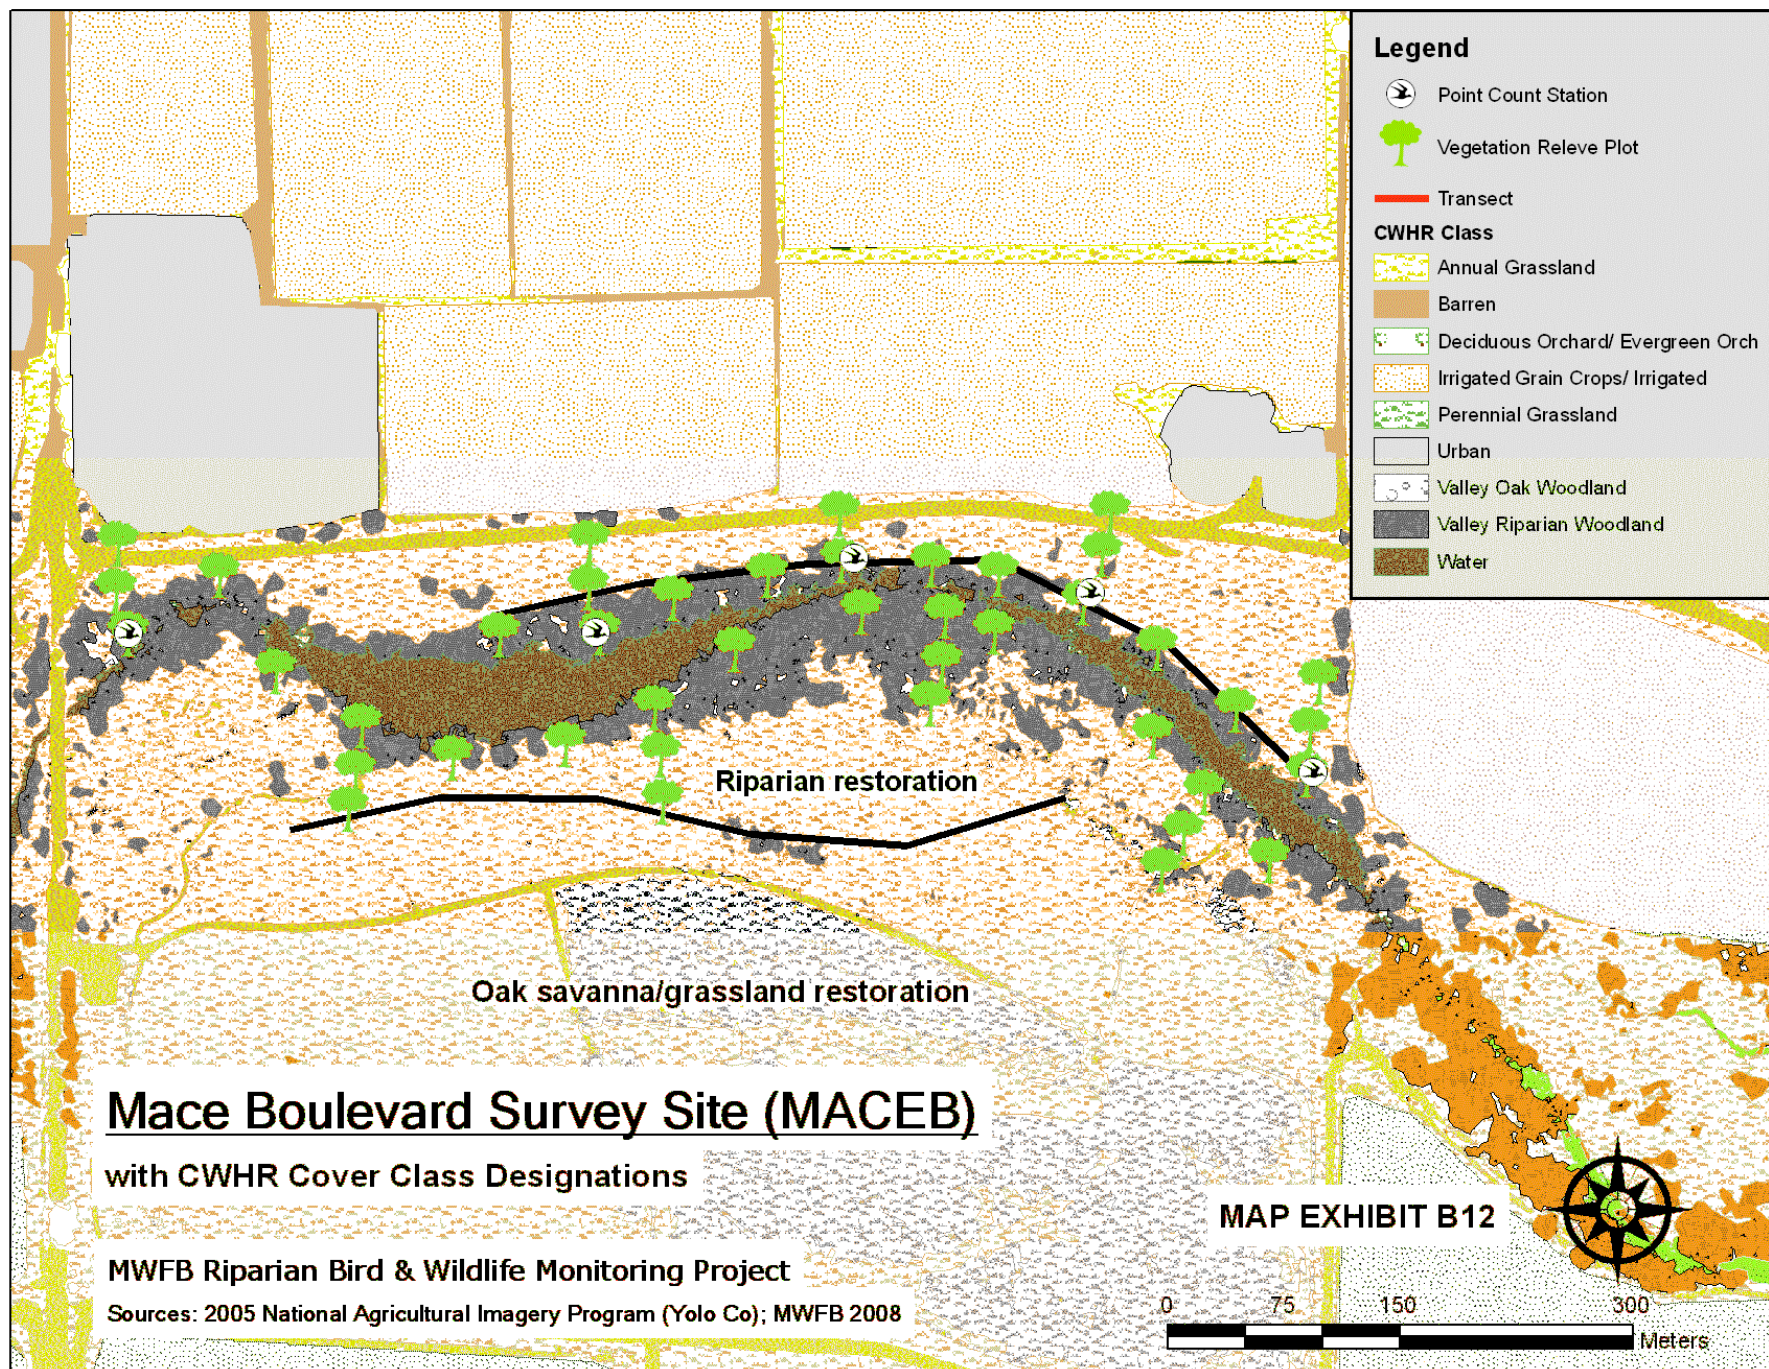 Legend
Point Count Station
Vegetation Releve Plot
Transect
CWHR Class
Annual Grassland
Barren
Deciduous Orchard/ Evergreen Orch
Irrigated Grain Crops/ Irrigated
Perennial Grassland
Urban
Valley Oak Woodland
Valley Riparian Woodland
Water
Riparian restoration
Oak savanna/grassland restoration
Mace Boulevard Survey Site (MACEB)
with CWHR Cover Class Designations
MAP EXHIBIT B12
MWFB Riparian Bird & Wildlife Monitoring Project
Sources: 2005 National Agricultural Imagery Program (Yolo Co); MWFB 2008
0 75 150 300
Meters